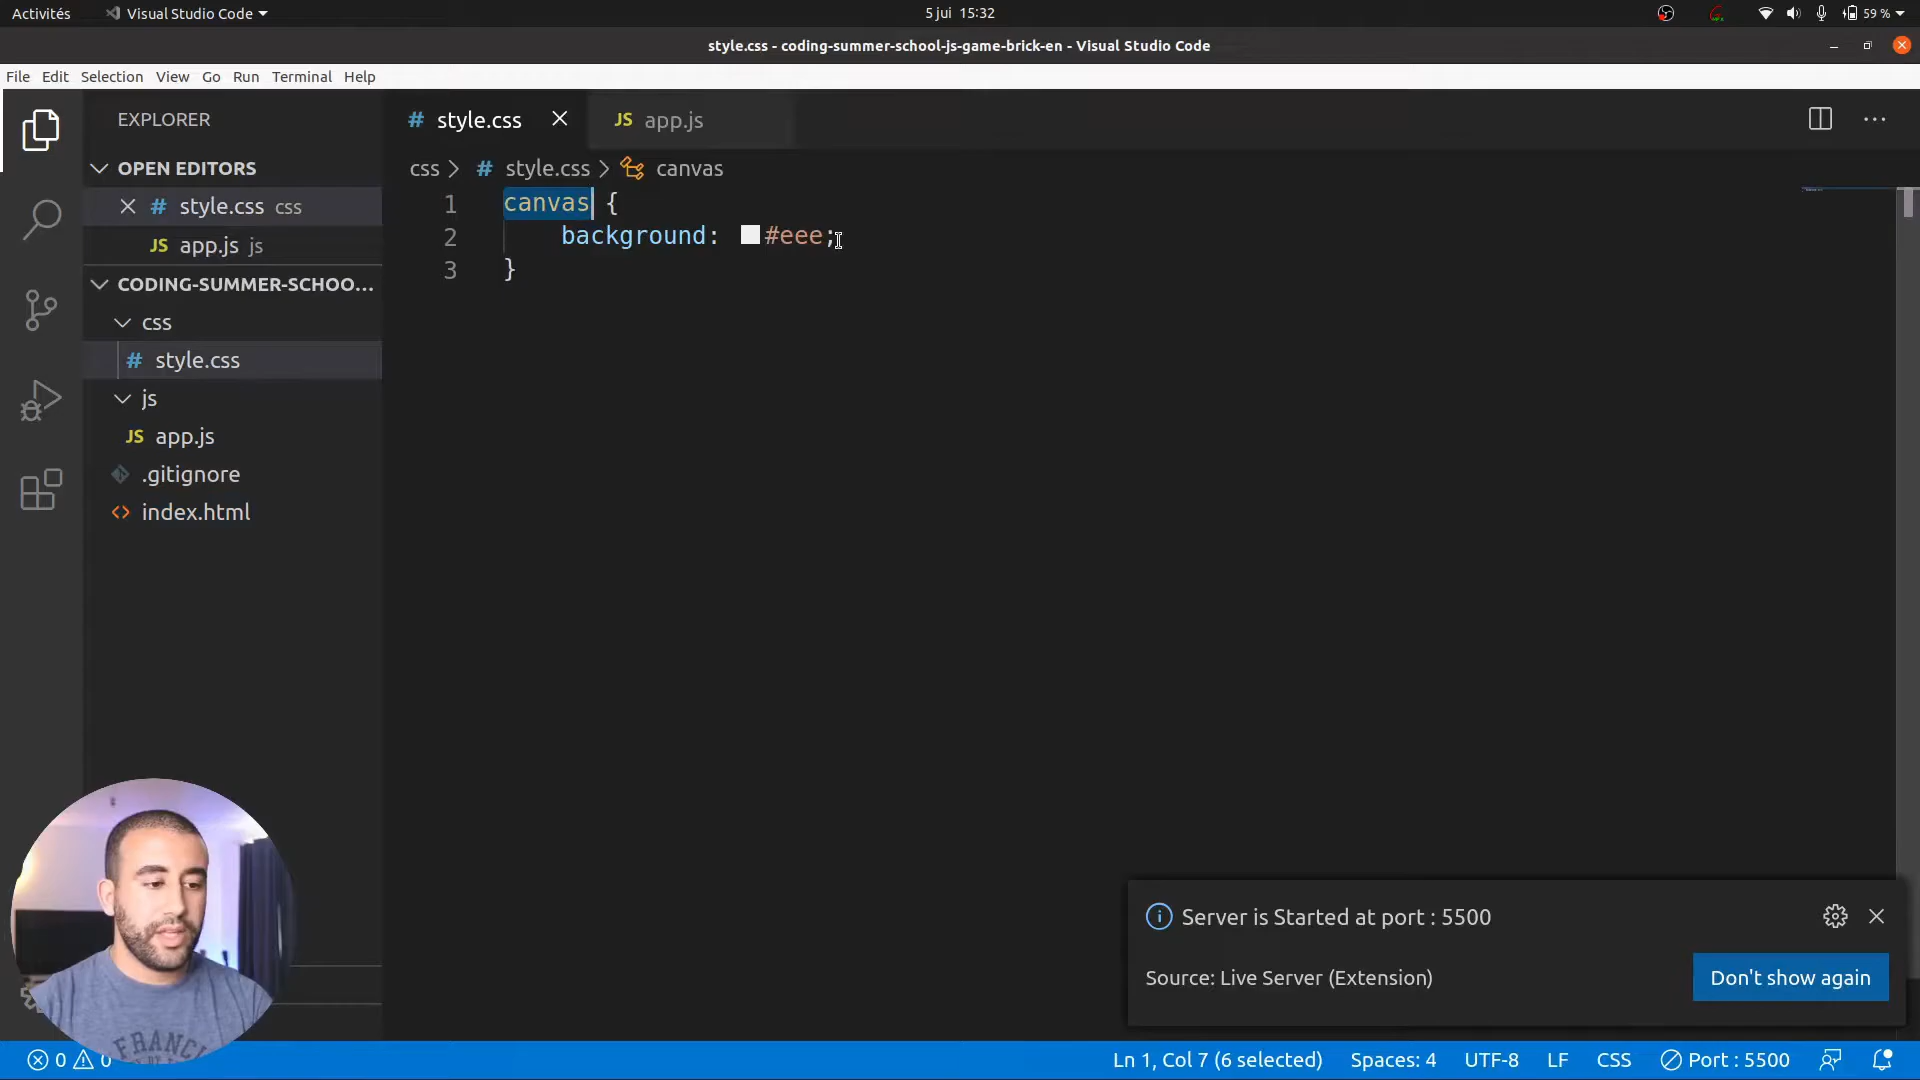 Activités
Visual Studio Code
5 jui 15:32
59 %
style.css - coding-summer-school-js-game-brick-en - Visual Studio Code
File Edit Selection View Go Run Terminal Help
EXPLORER
# style.css
JS app.js
OPEN EDITORS
# style.css css
JS app.js js
css > # style.css > canvas
CODING-SUMMER-SCHOO...
css
# style.css
js
JS app.js
.gitignore
index.html
1 canvas {
2 background: #eee;
3 }
Server is Started at port : 5500
Source: Live Server (Extension)
Don't show again
FRANCI
0 0
Ln 1, Col 7 (6 selected)
Spaces: 4
UTF-8
LF
CSS
Port : 5500